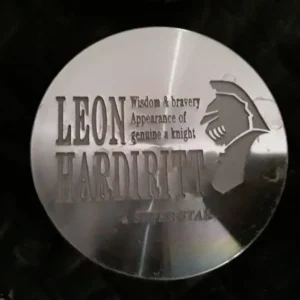 LEON
Wisdom & bravery
Appearance of
genuine a knight
HARDIRITT